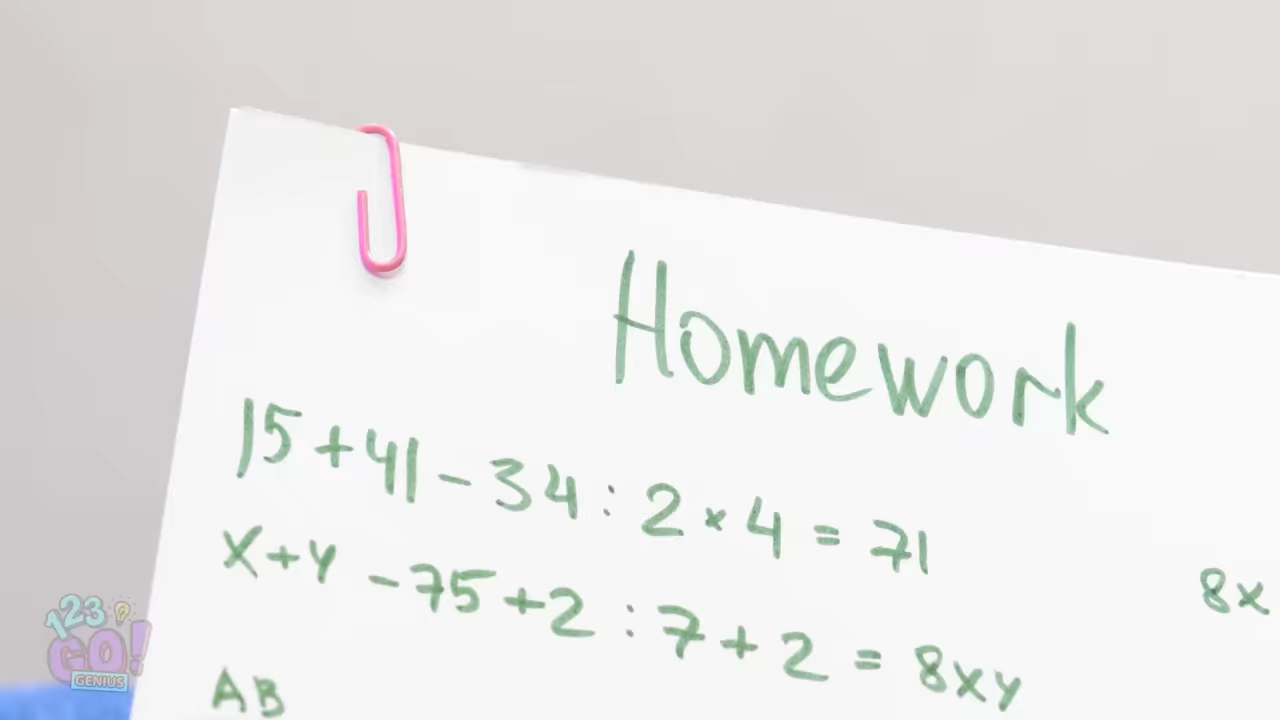 Homework
15+41-34:2×4=71
8x
x+y-75+2:7+2=8xy
AB
123
GO!
GENIUS